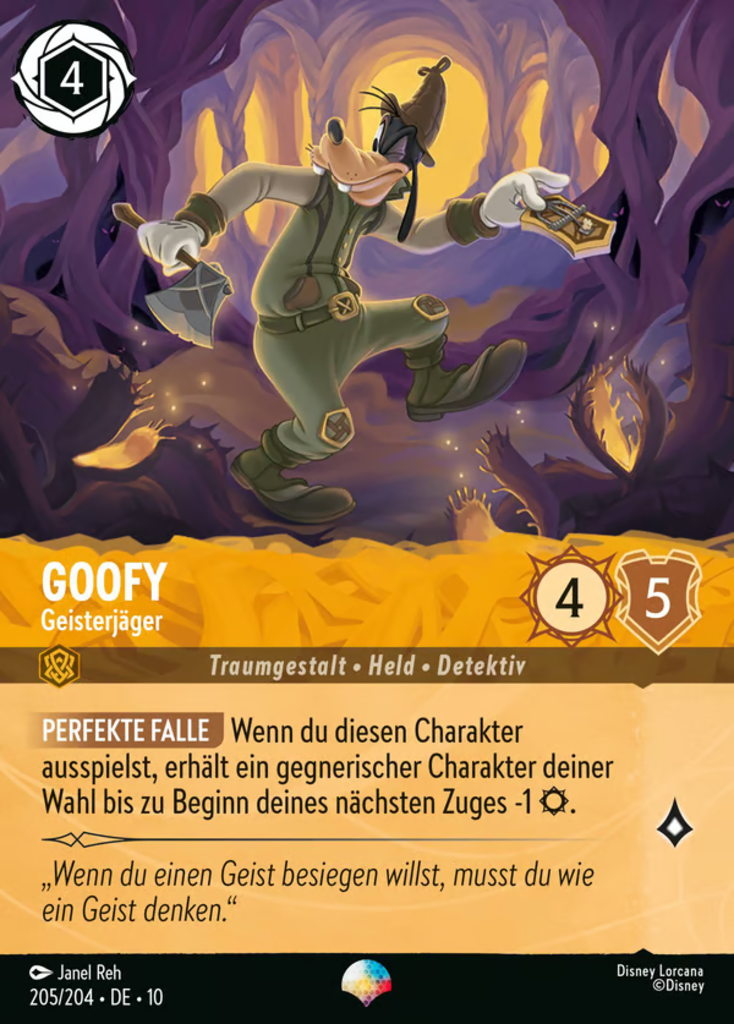 4
GOOFY
Geisterjäger
4
5
Traumgestalt • Held • Detektiv
PERFEKTE FALLE Wenn du diesen Charakter
ausspielst, erhält ein gegnerischer Charakter deiner
Wahl bis zu Beginn deines nächsten Zuges -1 .
„Wenn du einen Geist besiegen willst, musst du wie
ein Geist denken.“
Janel Reh
Disney Lorcana
205/204 • DE • 10
©Disney